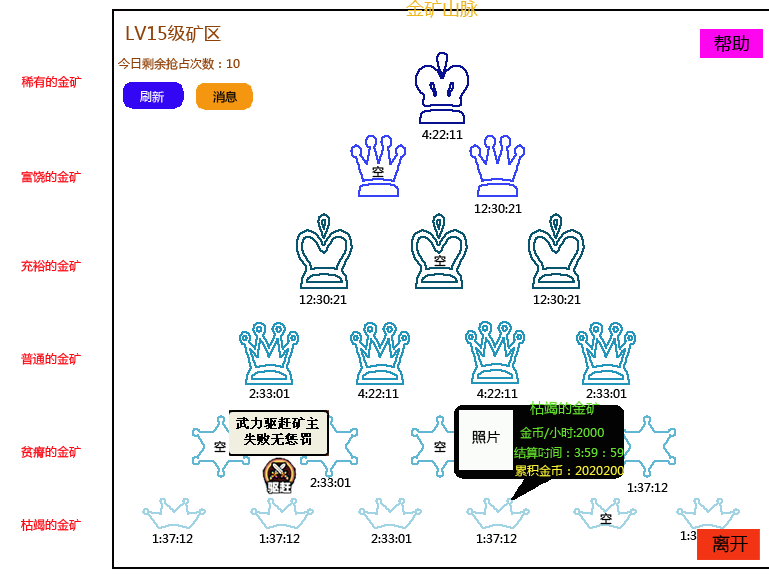 金矿山脉
LV15级矿区
帮助
今日剩余抢占次数：10
稀有的金矿
刷新
消息
4:22:11
富饶的金矿
空
12:30:21
充裕的金矿
空
12:30:21
12:30:21
普通的金矿
2:33:01
4:22:11
4:22:11
2:33:01
枯竭的金矿
武力驱赶矿主
失败无惩罚
照片
金币/小时:2000
贫瘠的金矿
空
空
结算时间：3:59：59
累积金币：2020200
驱赶
2:33:01
1:37:12
枯竭的金矿
空
1:37:12
1:37:12
2:33:01
1:37:12
1:3
离开